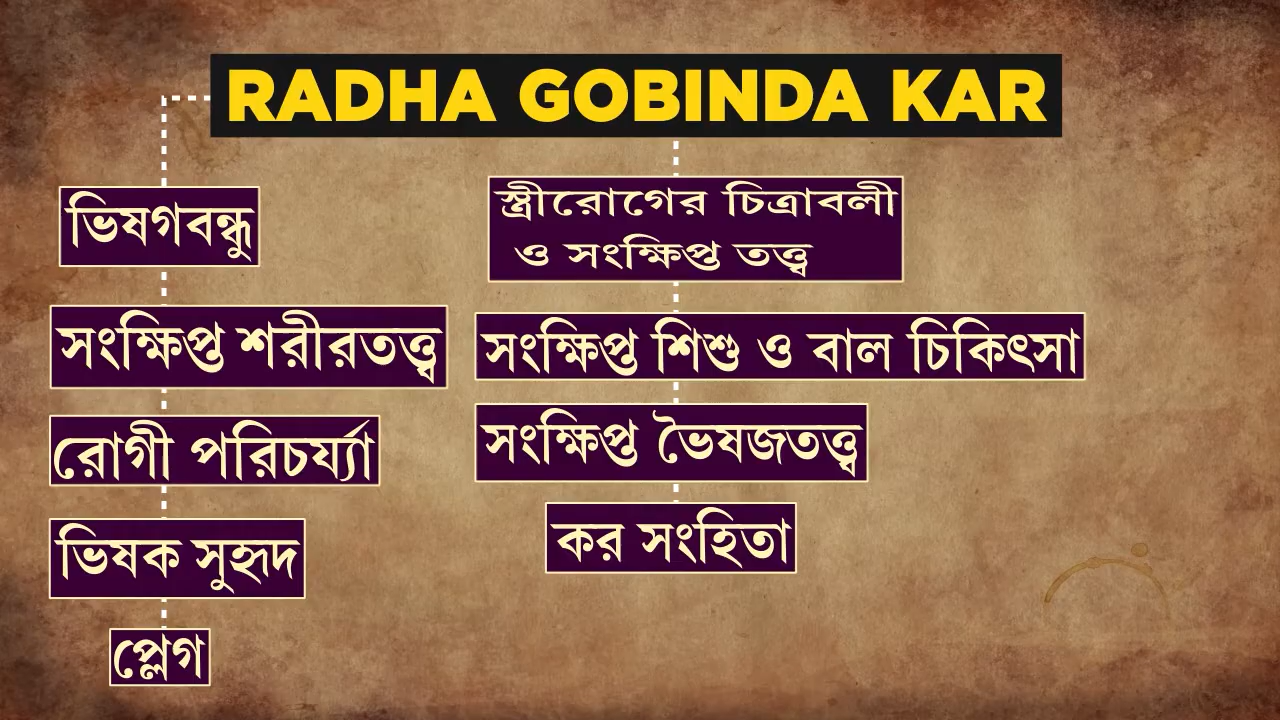 RADHA GOBINDA KAR
ভিষগবন্ধু
সংক্ষিপ্ত শরীরতত্ত্ব
রোগী পরিচর্য্যা
ভিষক সুহৃদ
প্লেগ
স্ত্রীরোগের চিত্রাবলী
ও সংক্ষিপ্ত তত্ত্ব
সংক্ষিপ্ত শিশু ও বাল চিকিৎসা
সংক্ষিপ্ত ভৈষজতত্ত্ব
কর সংহিতা